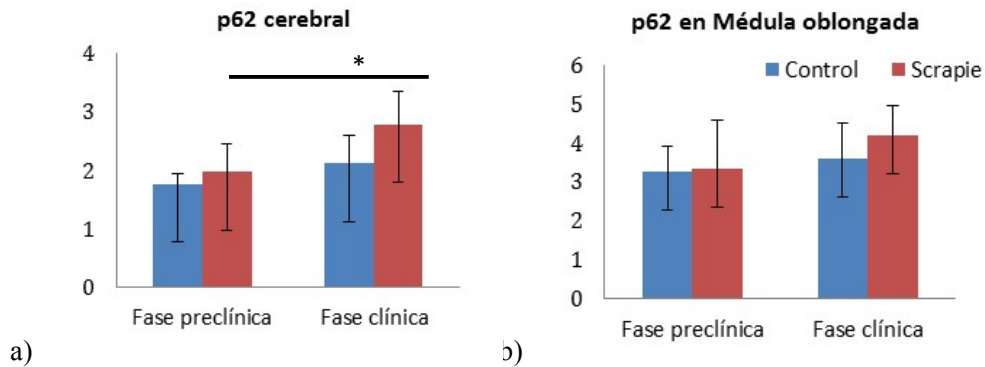 p62 cerebral
4
*
3
2
1
0
Fase preclínica Fase clínica
a)
p62 en Médula oblongada
6
Control Scrapie
5
4
3
2
1
0
Fase preclínica Fase clínica
b)